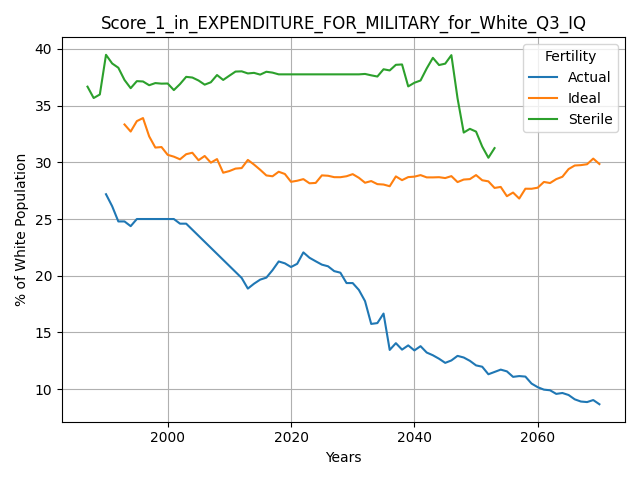 Score_1_in_EXPENDITURE_FOR_MILITARY_for_White_Q3_IQ
Fertility
Actual
Ideal
Sterile
% of White Population
40
35
30
25
20
15
10
2000
2020
2040
2060
Years